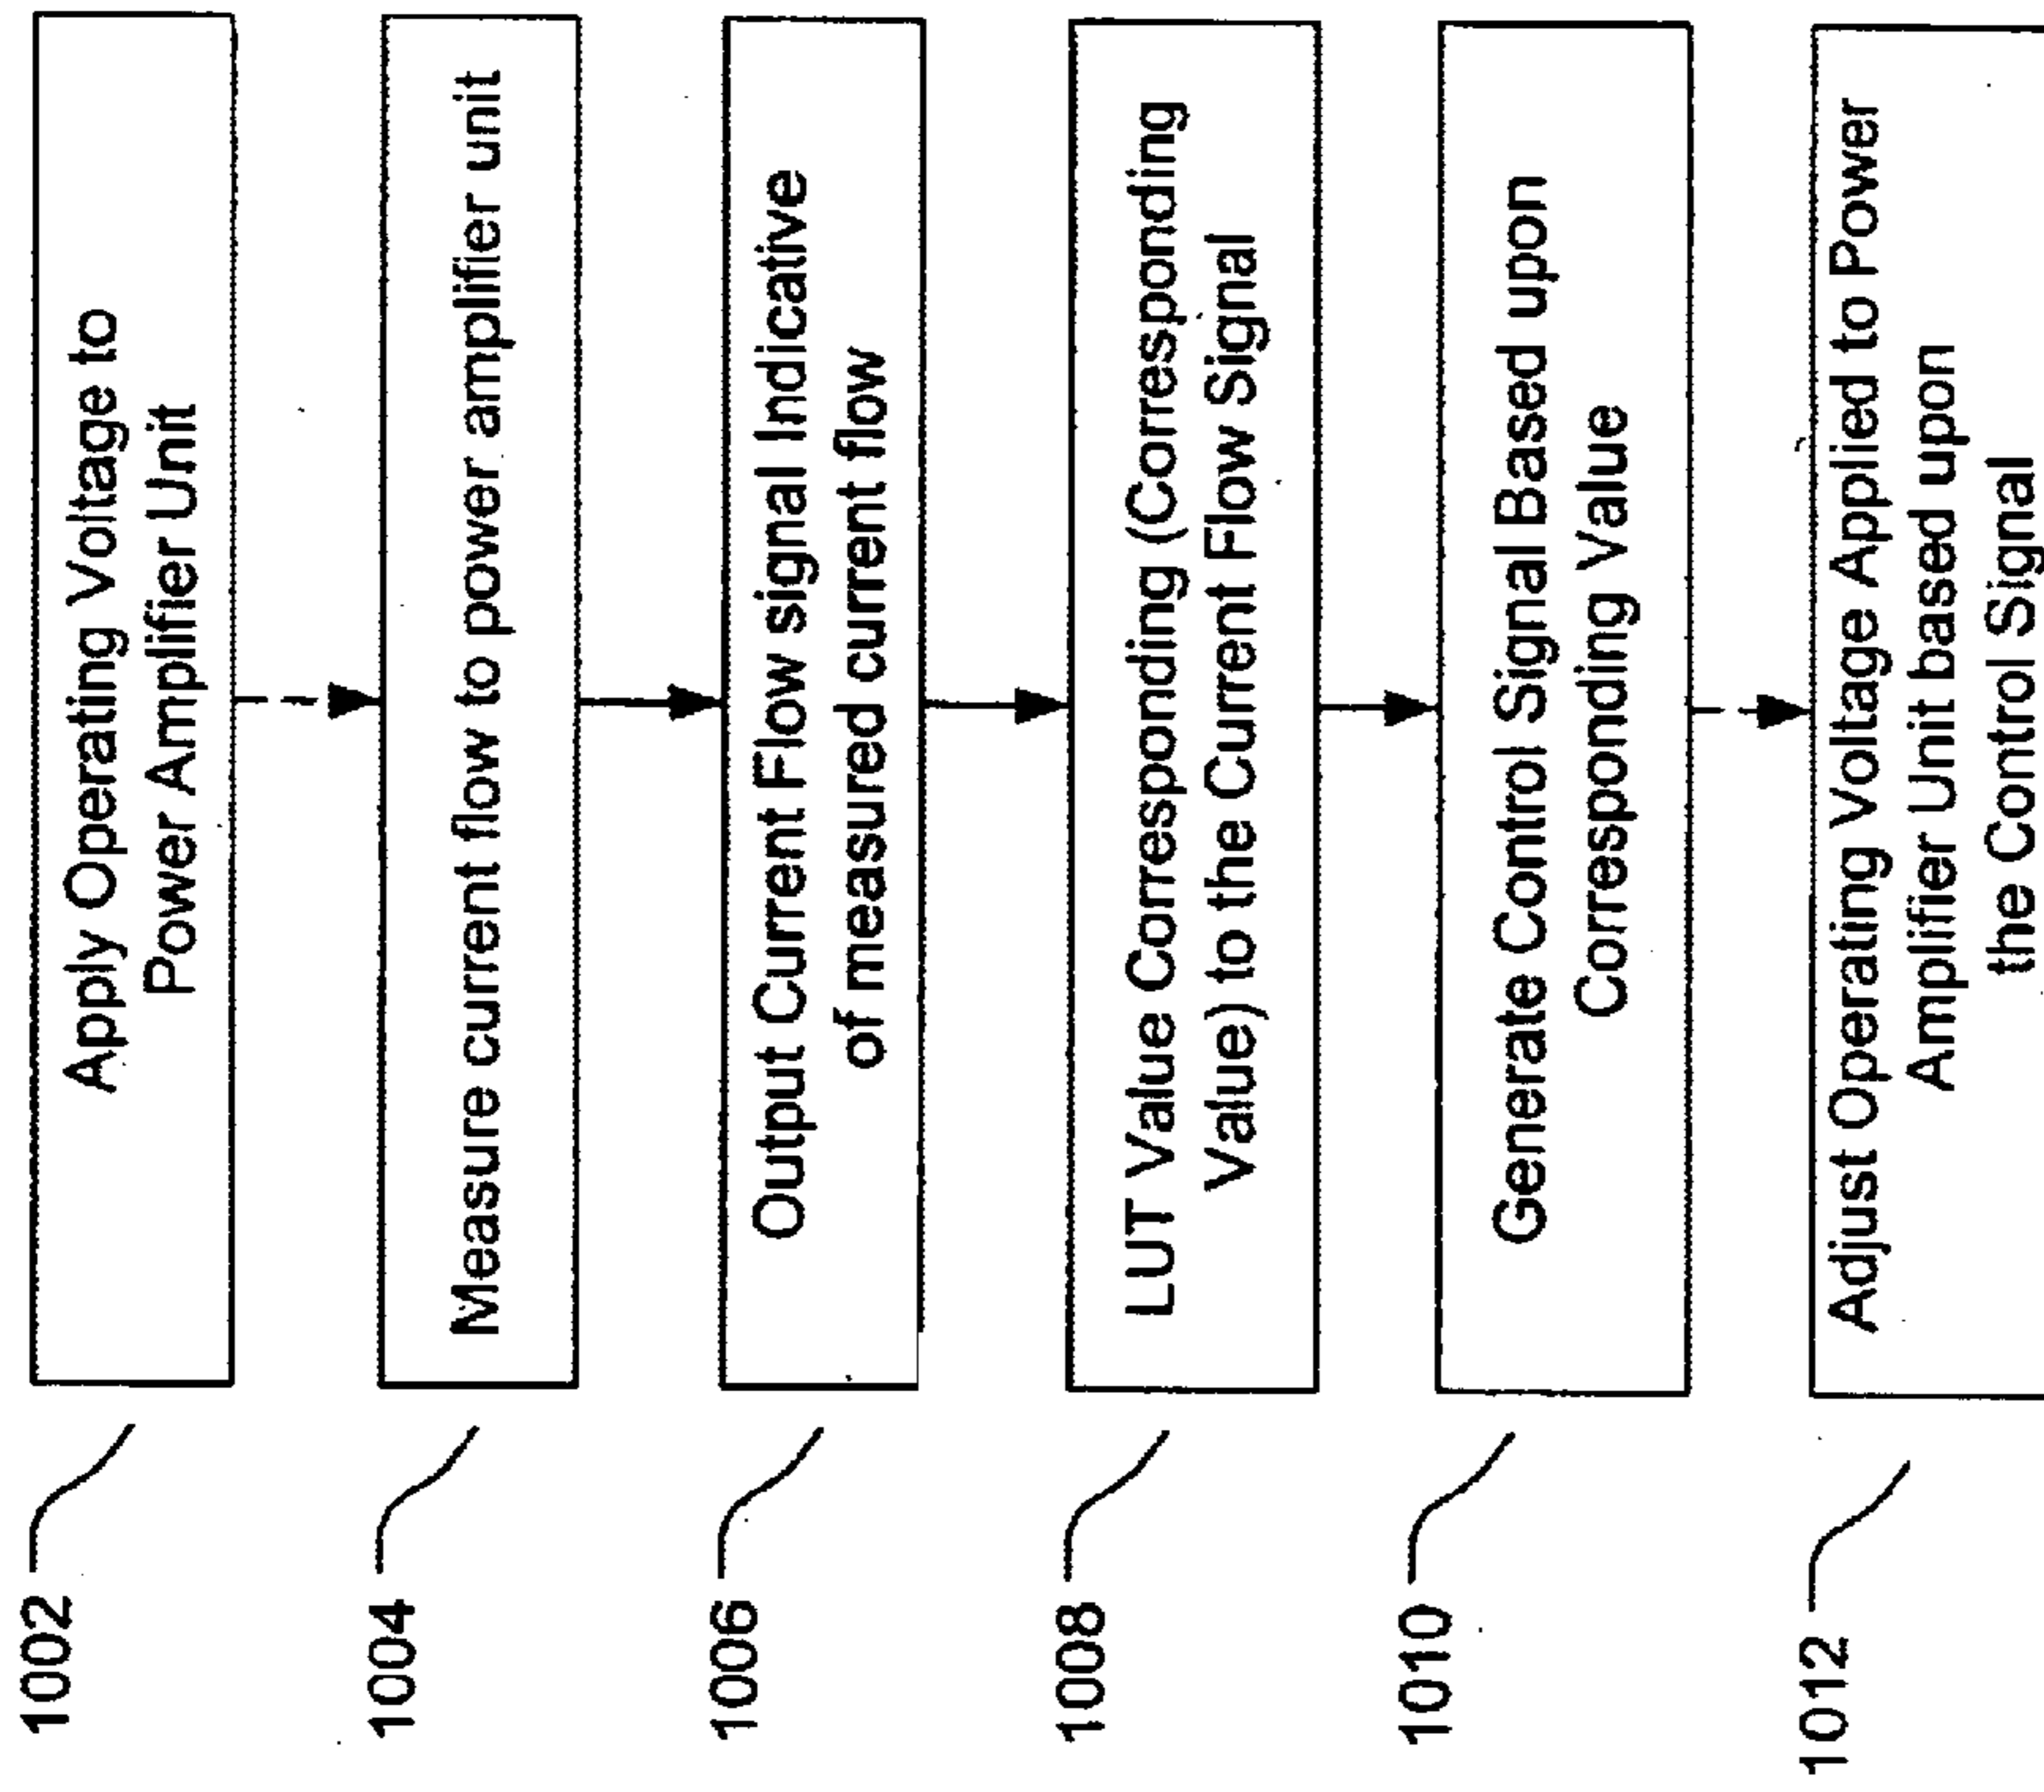 1002
Apply Operating Voltage to
Power Amplifier Unit
1004
Measure current flow to power amplifier unit
1006
Output Current Flow signal Indicative
of measured current flow
1008
LUT Value Corresponding (Corresponding
Value) to the Current Flow Signal
1010
Generate Control Signal Based upon
Corresponding Value
1012
Adjust Operating Voltage Applied to Power
Amplifier Unit based upon
the Control Signal